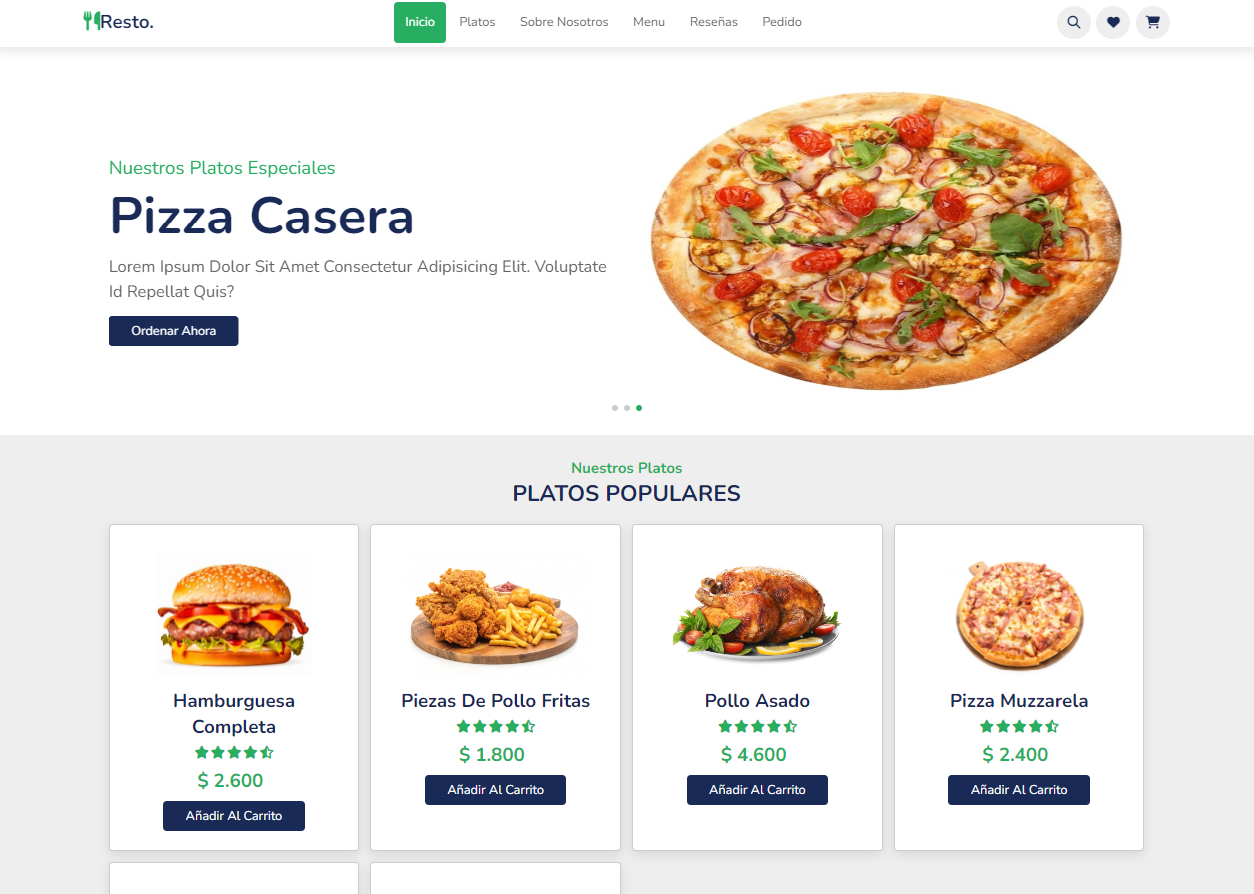 Resto.
Inicio
Platos
Sobre Nosotros
Menu
Reseñas
Pedido
Nuestros Platos Especiales
Pizza Casera
Lorem Ipsum Dolor Sit Amet Consectetur Adipisicing Elit. Voluptate
Id Repellat Quis?
Ordenar Ahora
Nuestros Platos
PLATOS POPULARES
Hamburguesa
Completa
$ 2.600
Añadir Al Carrito
Piezas De Pollo Fritas
$ 1.800
Añadir Al Carrito
Pollo Asado
$ 4.600
Añadir Al Carrito
Pizza Muzzarela
$ 2.400
Añadir Al Carrito